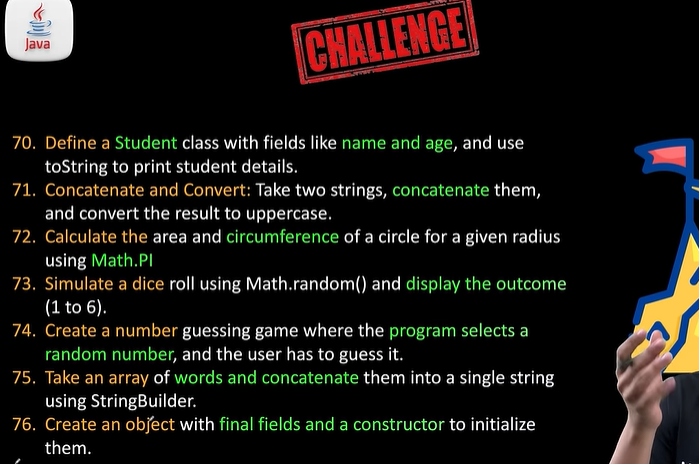 Java
CHALLENGE
70. Define a Student class with fields like name and age, and use
toString to print student details.
71. Concatenate and Convert: Take two strings, concatenate them,
and convert the result to uppercase.
72. Calculate the area and circumference of a circle for a given radius
using Math.PI
73. Simulate a dice roll using Math.random() and display the outcome
(1 to 6).
74. Create a number guessing game where the program selects a
random number, and the user has to guess it.
75. Take an array of words and concatenate them into a single string
using StringBuilder.
76. Create an object with final fields and a constructor to initialize
them.